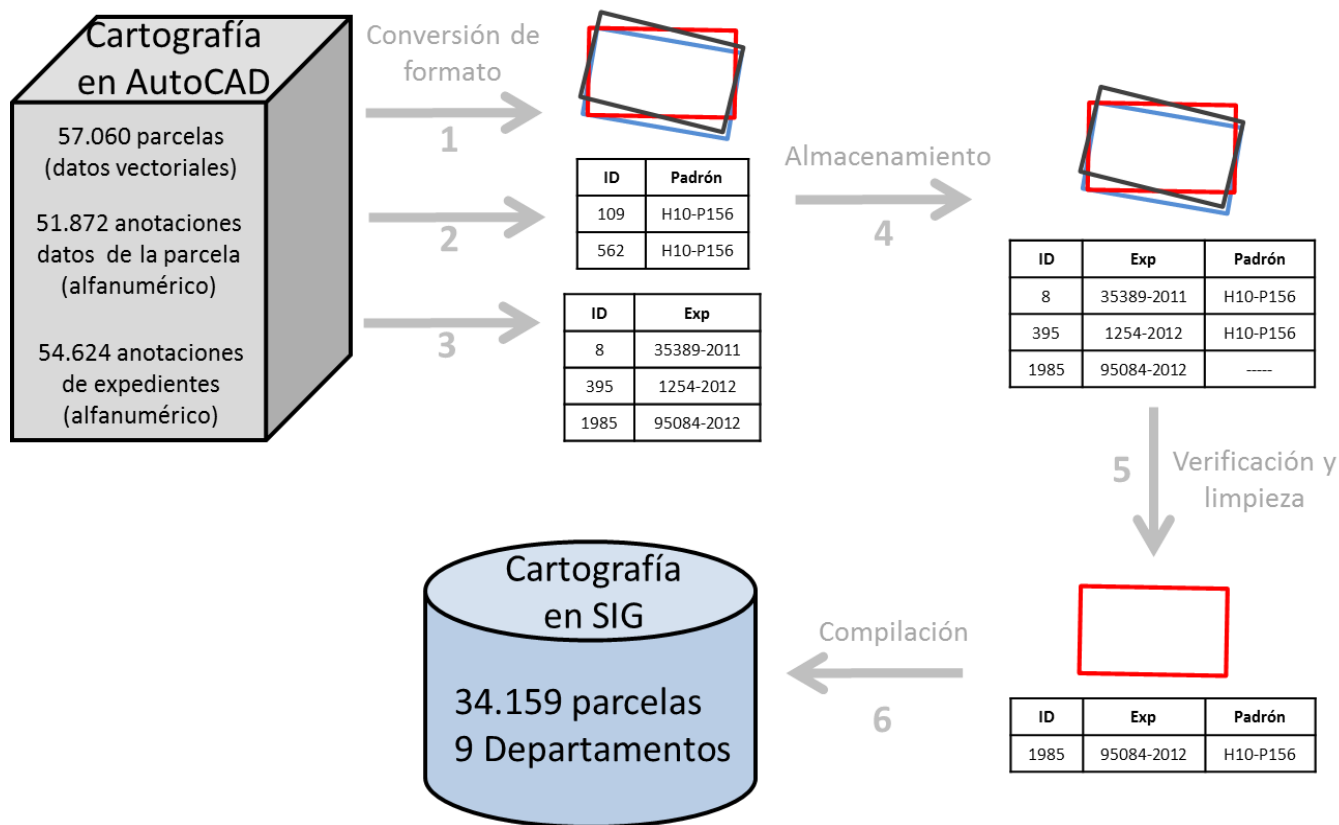 Cartografía
en AutoCAD
57.060 parcelas
(datos vectoriales)
51.872 anotaciones
datos de la parcela
(alfanumérico)
54.624 anotaciones
de expedientes
(alfanumérico)
Conversión de
formato
1
2
3
ID Padrón
109 H10-P156
562 H10-P156
ID Exp
8 35389-2011
395 1254-2012
1985 95084-2012
Almacenamiento
4
ID Exp Padrón
8 35389-2011 H10-P156
395 1254-2012 H10-P156
1985 95084-2012 -----
5
Verificación y
limpieza
ID Exp Padrón
1985 95084-2012 H10-P156
Compilación
6
Cartografía
en SIG
34.159 parcelas
9 Departamentos